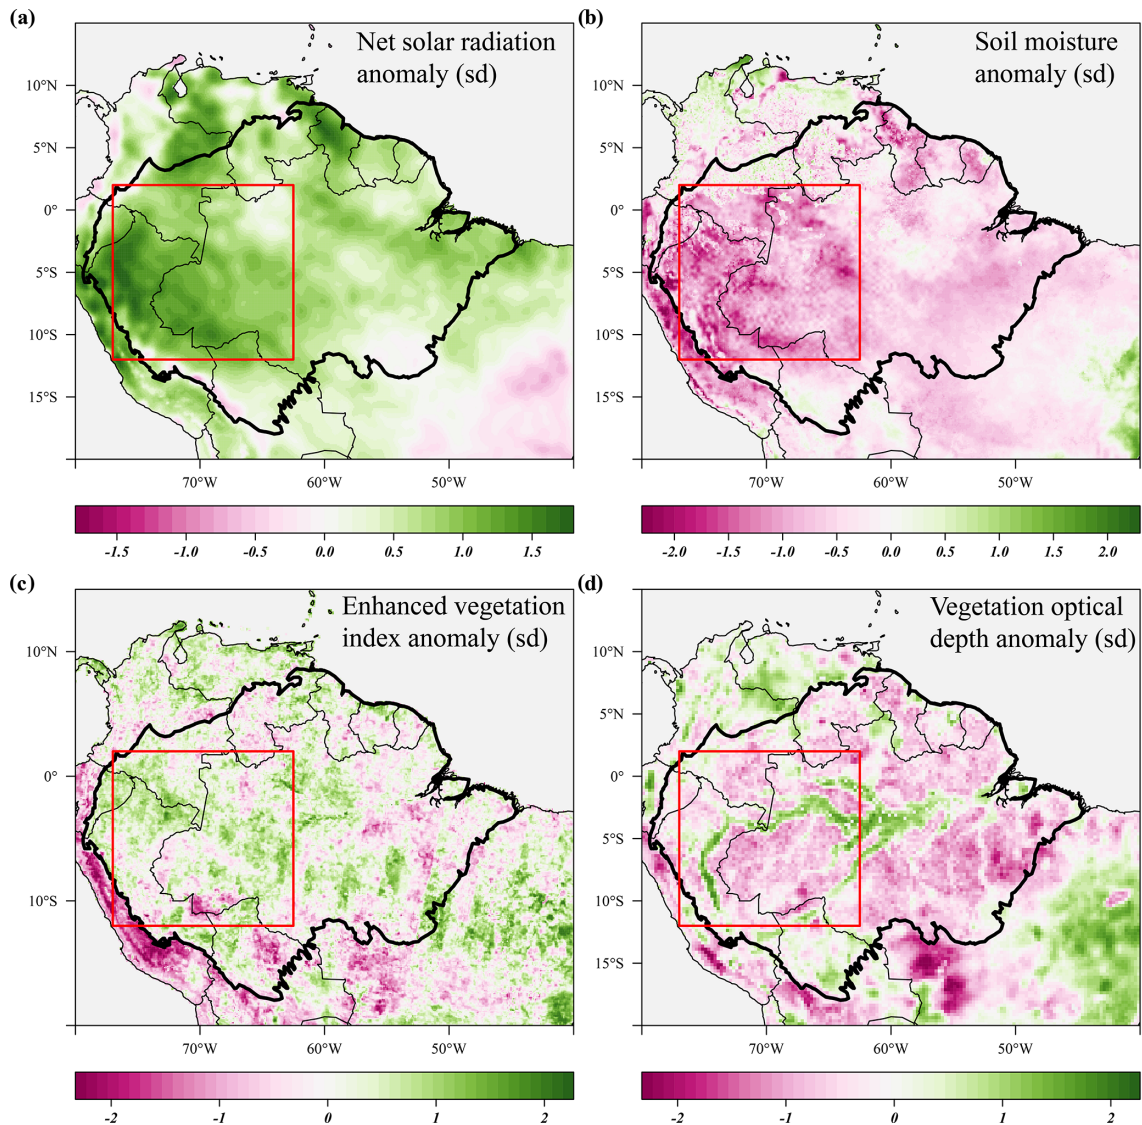 (a)
Net solar radiation
anomaly (sd)
10°N
5°N
0°
5°S
10°S
15°S
70°W 60°W 50°W
-1.5 -1.0 -0.5 0.0 0.5 1.0 1.5
(b)
Soil moisture
anomaly (sd)
10°N
5°N
0°
5°S
10°S
15°S
70°W 60°W 50°W
-2.0 -1.5 -1.0 -0.5 0.0 0.5 1.0 1.5 2.0
(c)
Enhanced vegetation
index anomaly (sd)
10°N
0°
10°S
70°W 60°W 50°W
-2 -1 0 1 2
(d)
Vegetation optical
depth anomaly (sd)
10°N
5°N
0°
5°S
10°S
15°S
70°W 60°W 50°W
-2 -1 0 1 2